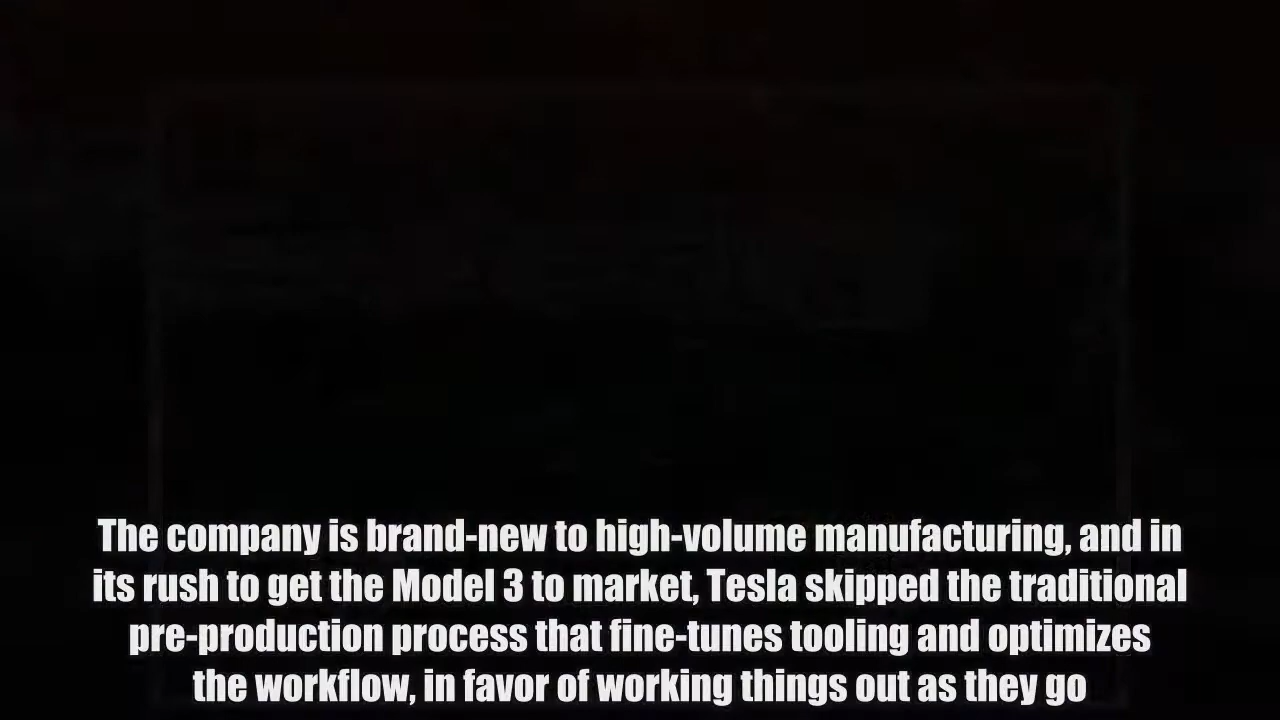 The company is brand-new to high-volume manufacturing, and in
its rush to get the Model 3 to market, Tesla skipped the traditional
pre-production process that fine-tunes tooling and optimizes
the workflow, in favor of working things out as they go